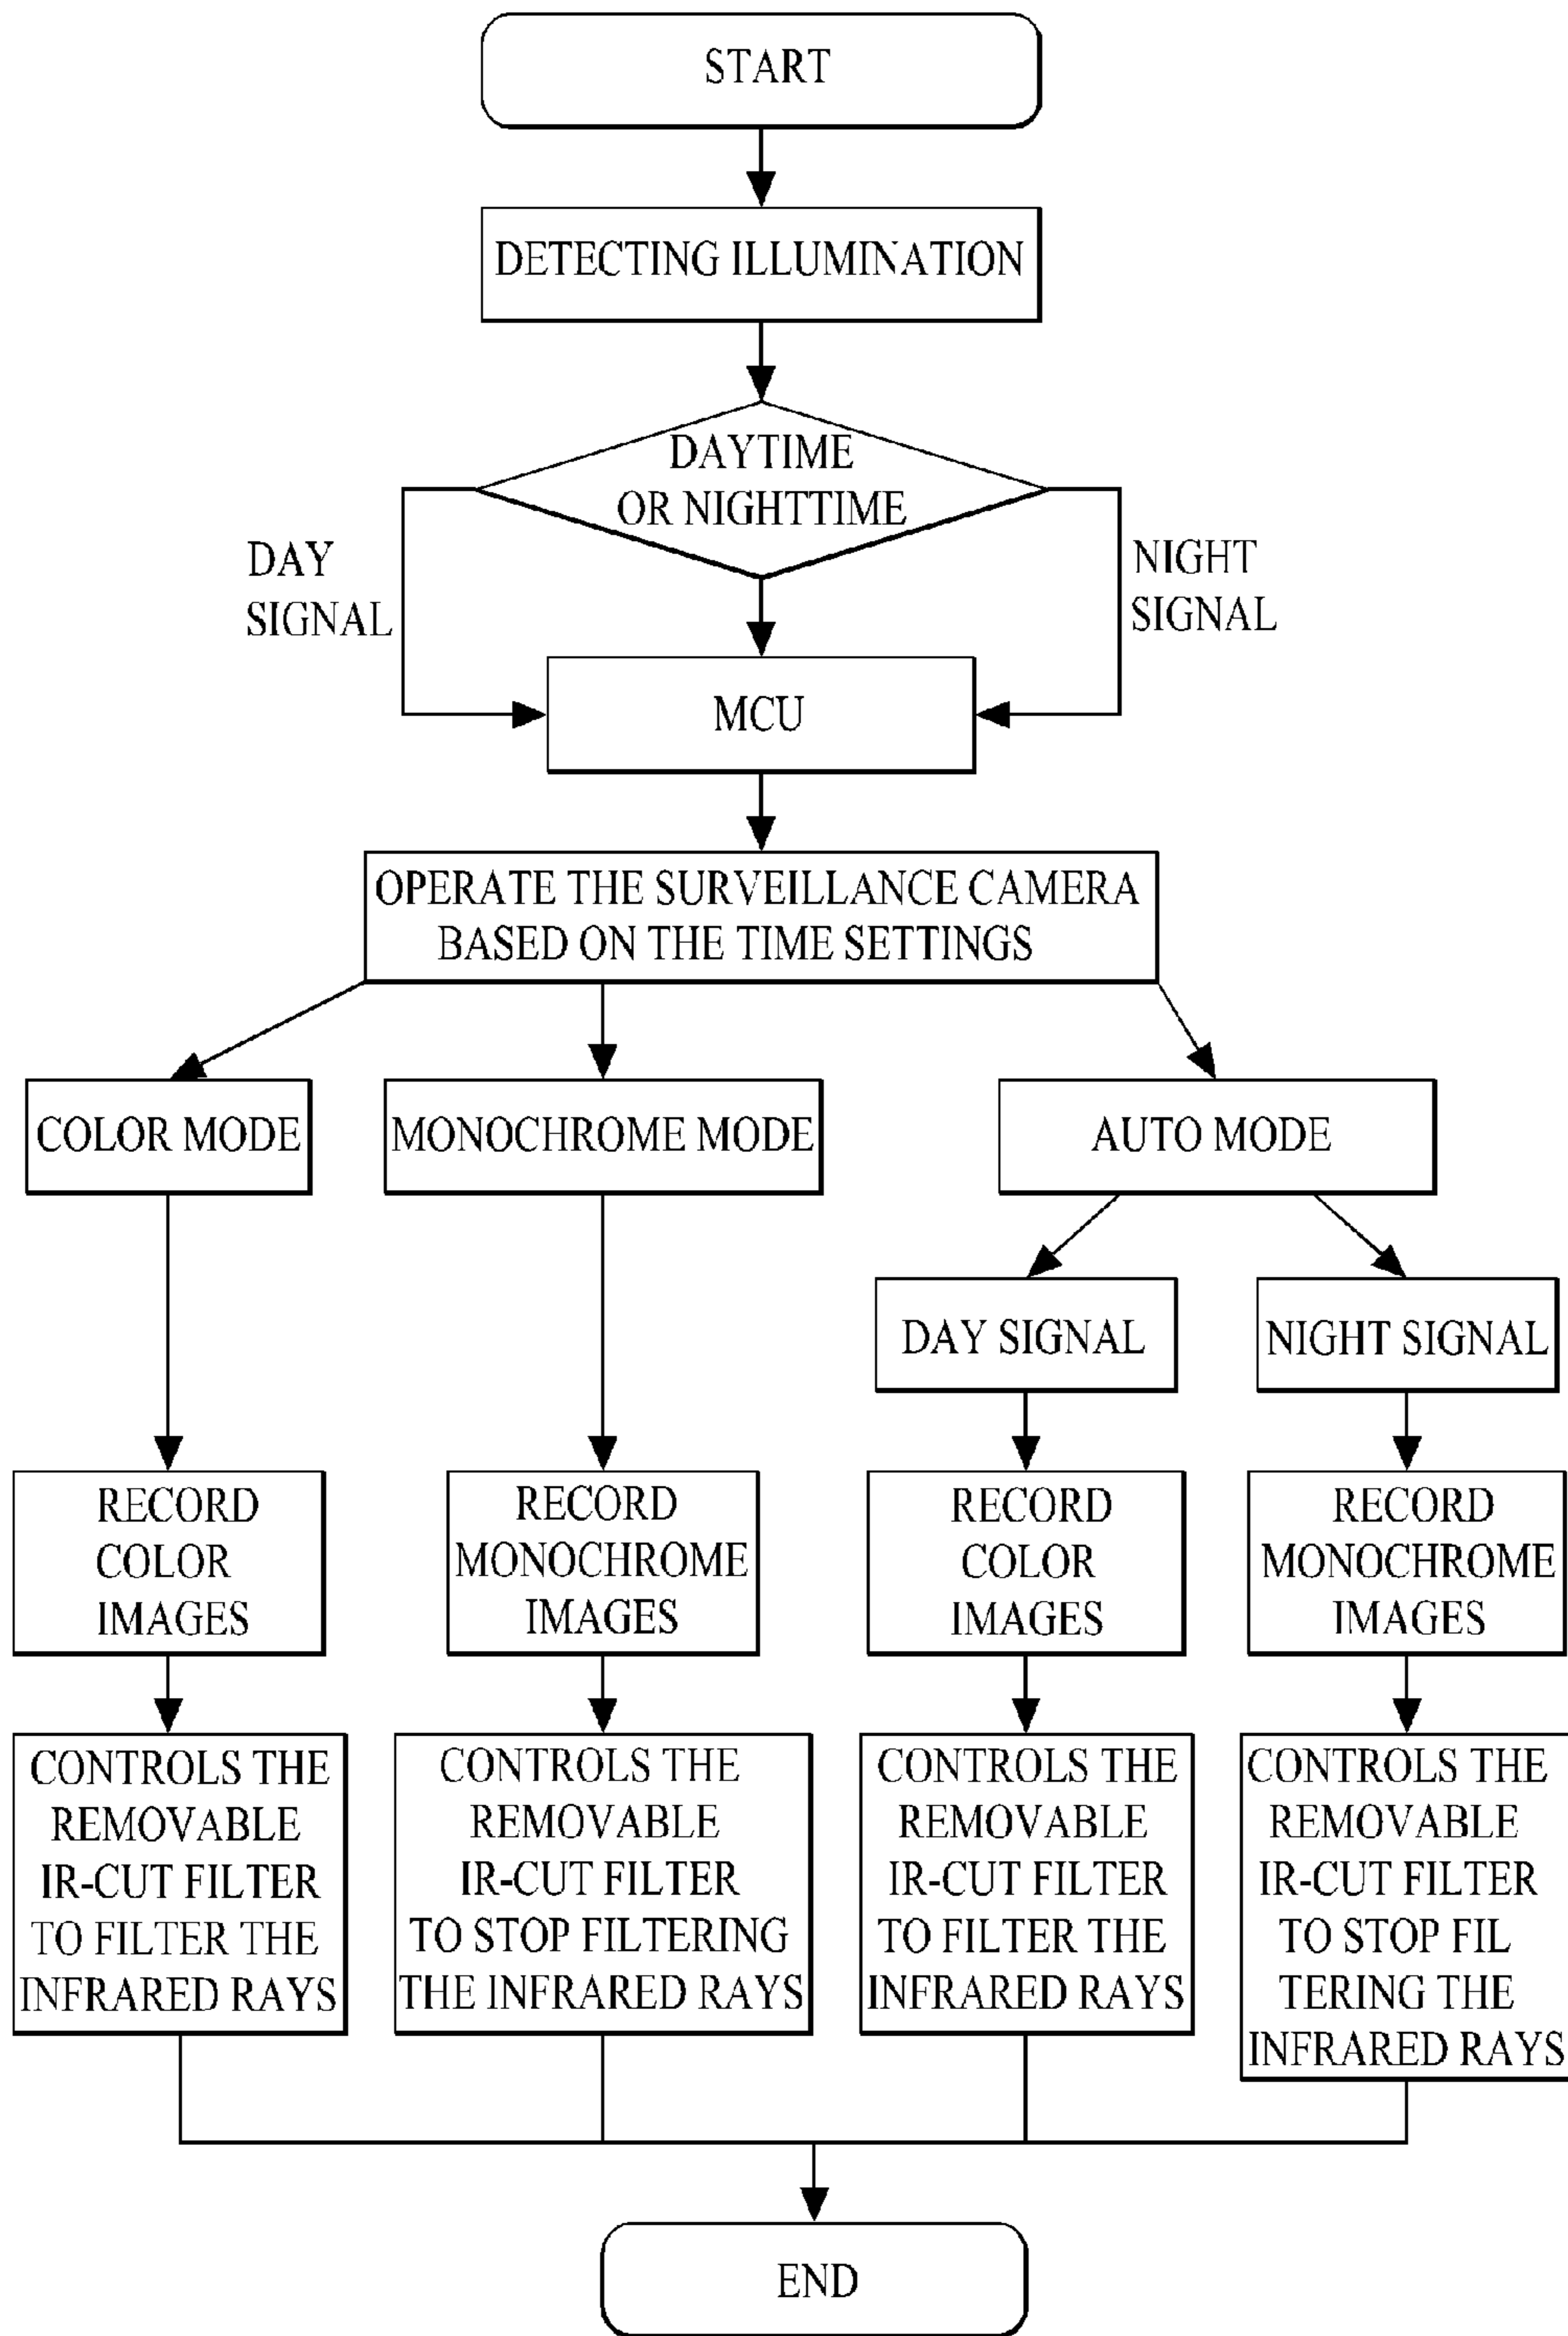 START
DETECTING ILLUMINATION
DAYTIME
OR NIGHTTIME
DAY
SIGNAL
NIGHT
SIGNAL
MCU
OPERATE THE SURVEILLANCE CAMERA
BASED ON THE TIME SETTINGS
COLOR MODE
MONOCHROME MODE
AUTO MODE
DAY SIGNAL
NIGHT SIGNAL
RECORD
COLOR
IMAGES
RECORD
MONOCHROME
IMAGES
RECORD
COLOR
IMAGES
RECORD
MONOCHROME
IMAGES
CONTROLS THE
REMOVABLE
IR-CUT FILTER
TO FILTER THE
INFRARED RAYS
CONTROLS THE
REMOVABLE
IR-CUT FILTER
TO STOP FILTERING
THE INFRARED RAYS
CONTROLS THE
REMOVABLE
IR-CUT FILTER
TO FILTER THE
INFRARED RAYS
CONTROLS THE
REMOVABLE
IR-CUT FILTER
TO STOP FIL
TERING THE
INFRARED RAYS
END